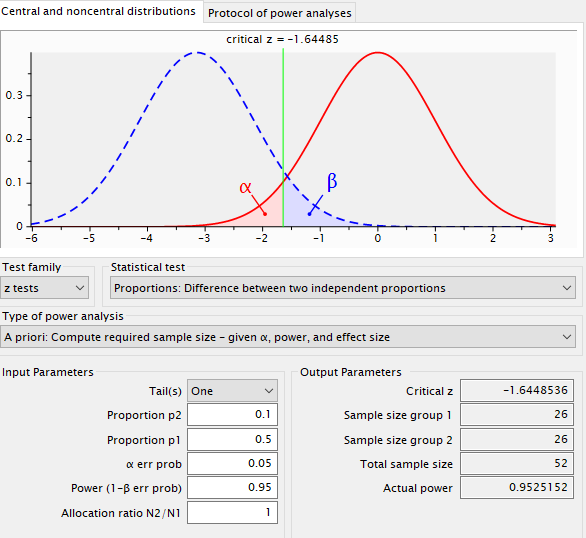 Central and noncentral distributions
Protocol of power analyses
critical z = -1.64485
0.3
0.2
0.1
0
α
β
-6 -5 -4 -3 -2 -1 0 1 2 3
Test family
Statistical test
z tests
Proportions: Difference between two independent proportions
Type of power analysis
A priori: Compute required sample size - given α, power, and effect size
Input Parameters
Output Parameters
Tail(s) One
Critical z -1.6448536
Proportion p2 0.1
Sample size group 1 26
Proportion p1 0.5
Sample size group 2 26
α err prob 0.05
Total sample size 52
Power (1-β err prob) 0.95
Actual power 0.9525152
Allocation ratio N2/N1 1